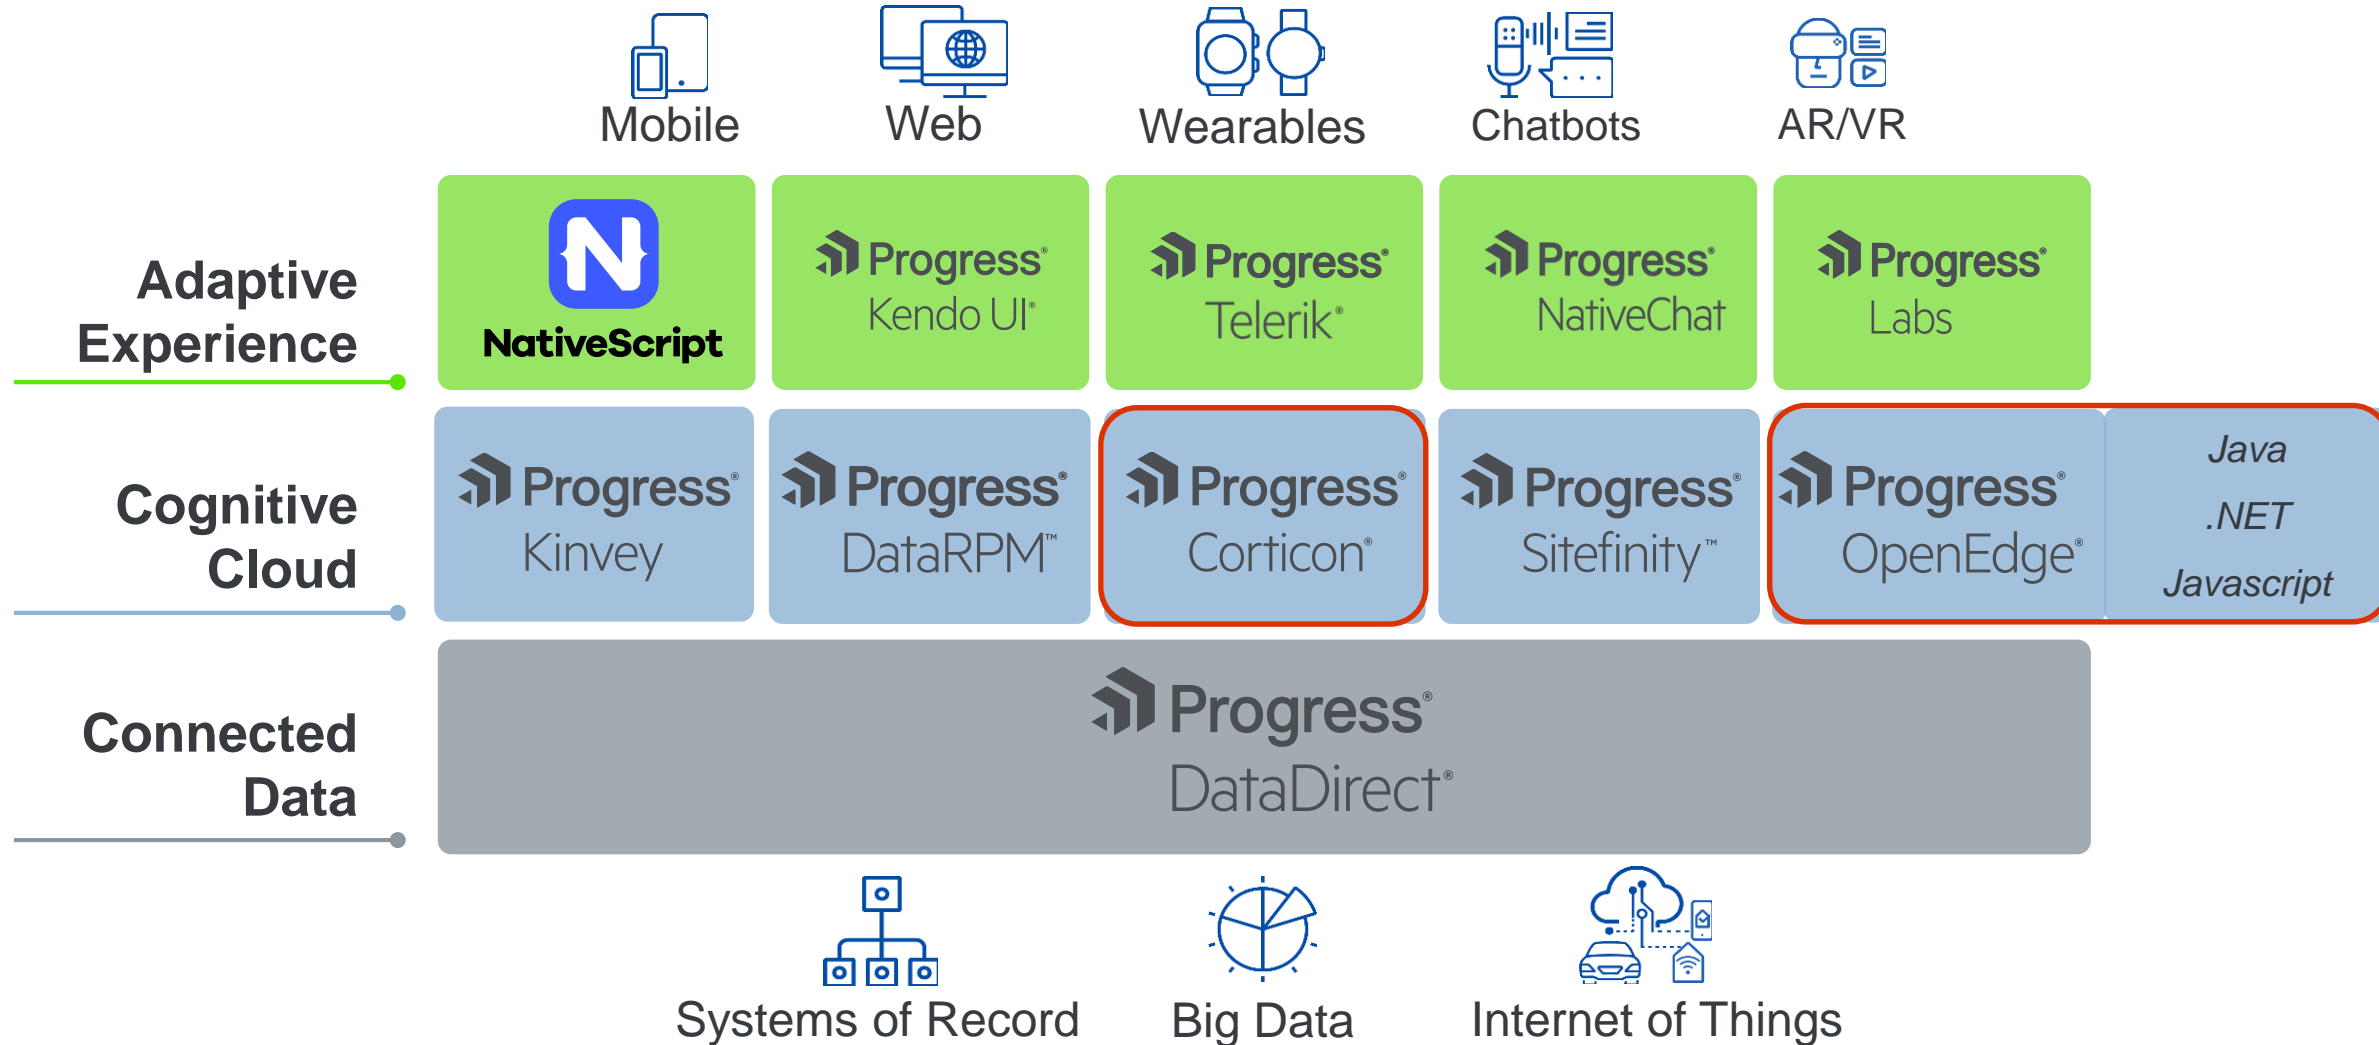 Mobile
Web
Wearables
Chatbots
AR/VR
Adaptive
Experience
N
NativeScript
Progress®
Kendo UI®
Progress®
Telerik®
Progress®
NativeChat
Progress®
Labs
Cognitive
Cloud
Progress®
Kinvey
Progress®
DataRPM™
Progress®
Corticon®
Progress®
Sitefinity™
Progress®
OpenEdge®
Java
.NET
Javascript
Connected
Data
Progress®
DataDirect®
Systems of Record
Big Data
Internet of Things